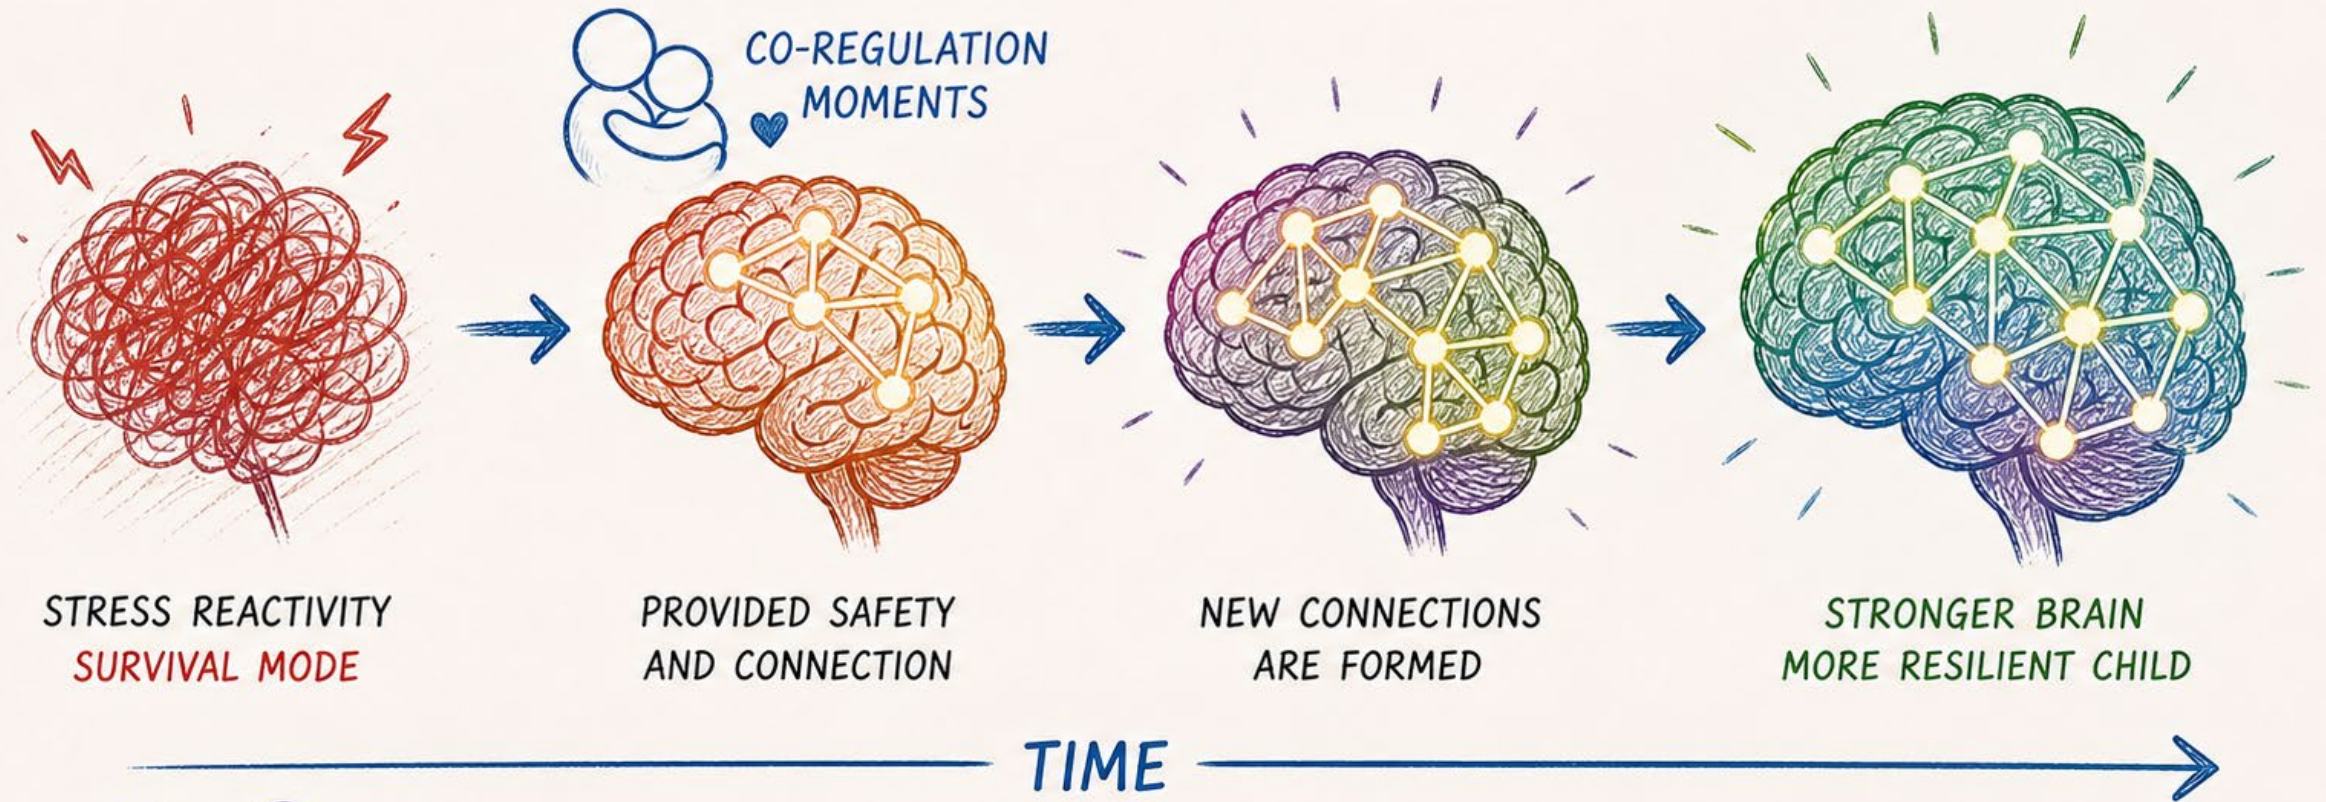 CO-REGULATION
MOMENTS
STRESS REACTIVITY
SURVIVAL MODE
PROVIDED SAFETY
AND CONNECTION
NEW CONNECTIONS
ARE FORMED
STRONGER BRAIN
MORE RESILIENT CHILD
TIME